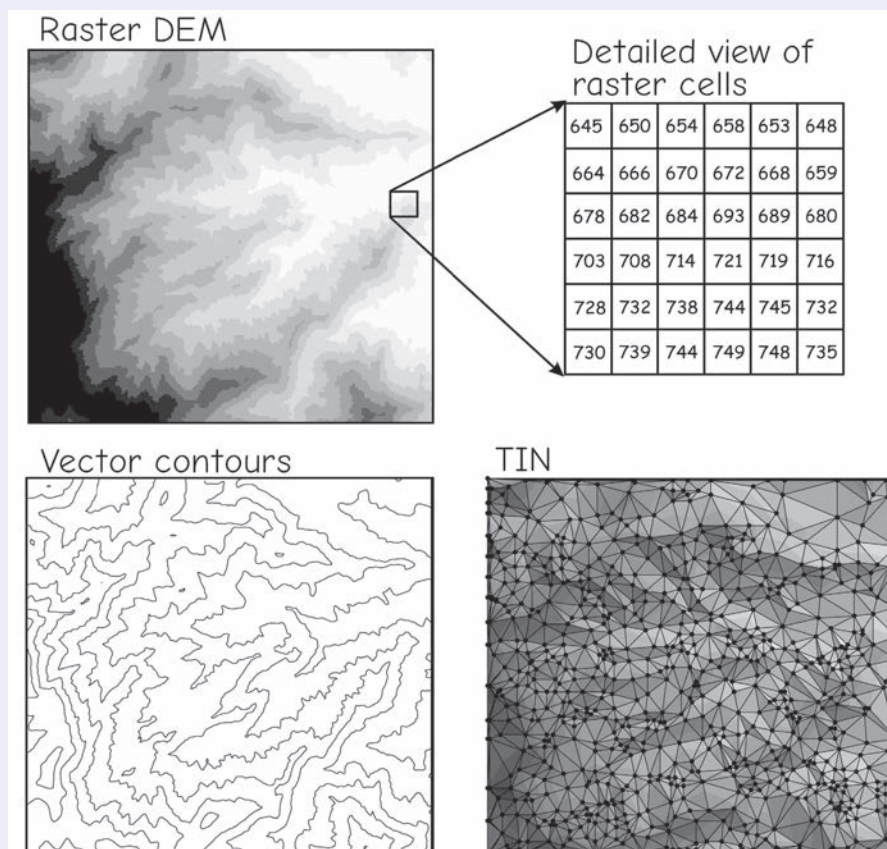 Raster DEM
Detailed view of
raster cells
645 650 654 658 653 648
664 666 670 672 668 659
678 682 684 693 689 680
703 708 714 721 719 716
728 732 738 744 745 732
730 739 744 749 748 735
Vector contours
TIN